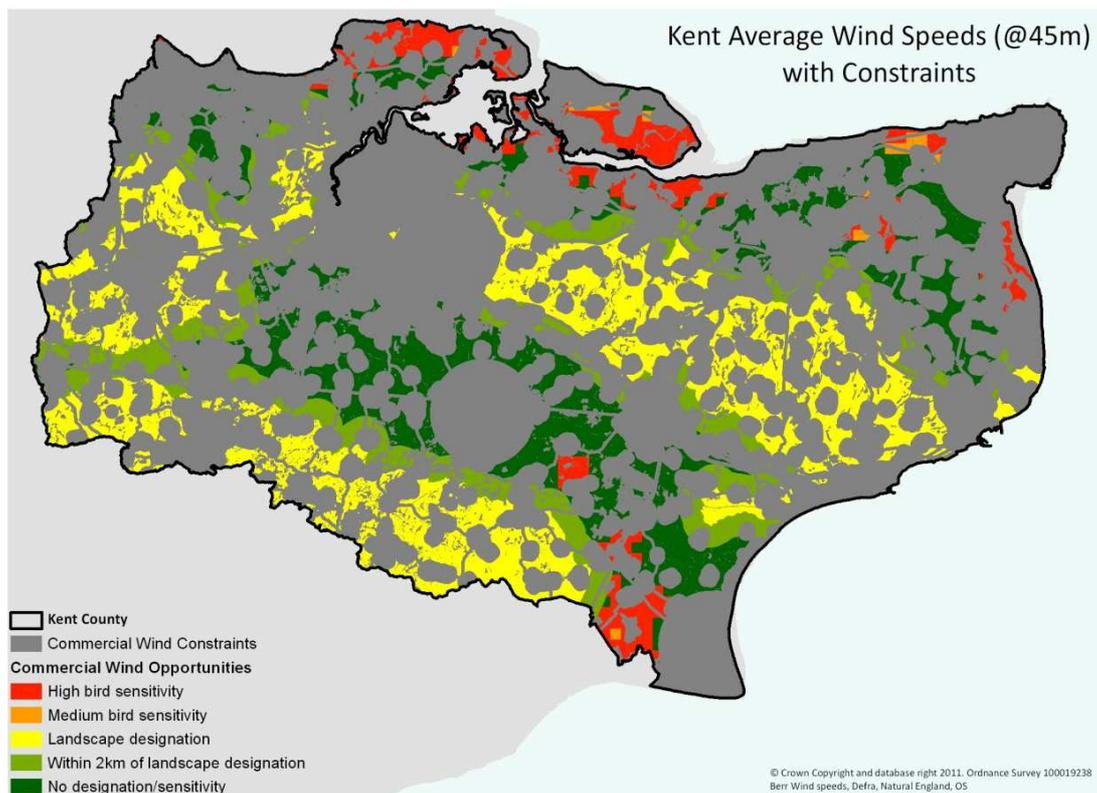 Kent Average Wind Speeds (@45m)
with Constraints
Kent County
Commercial Wind Constraints
Commercial Wind Opportunities
High bird sensitivity
Medium bird sensitivity
Landscape designation
Within 2km of landscape designation
No designation/sensitivity
© Crown Copyright and database right 2011. Ordnance Survey 100019238
Berr Wind speeds, Defra, Natural England, OS